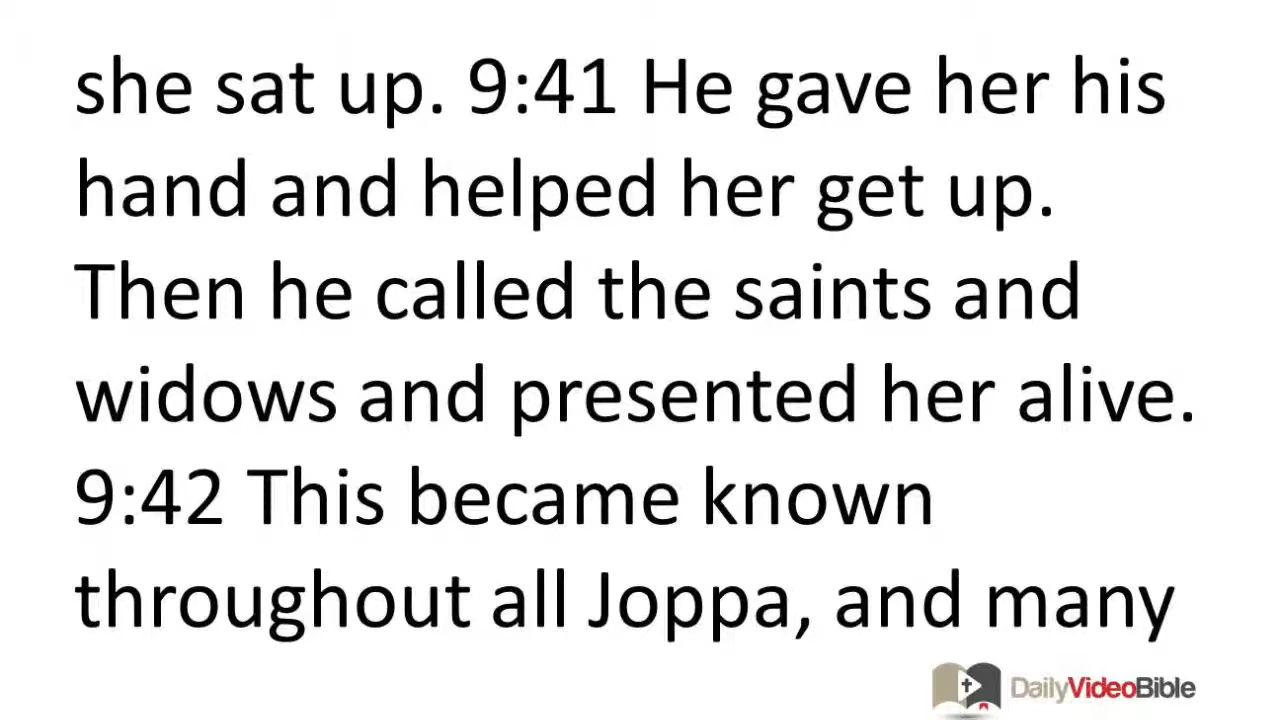 she sat up. 9:41 He gave her his
hand and helped her get up.
Then he called the saints and
widows and presented her alive.
9:42 This became known
throughout all Joppa, and many
DailyVideoBible